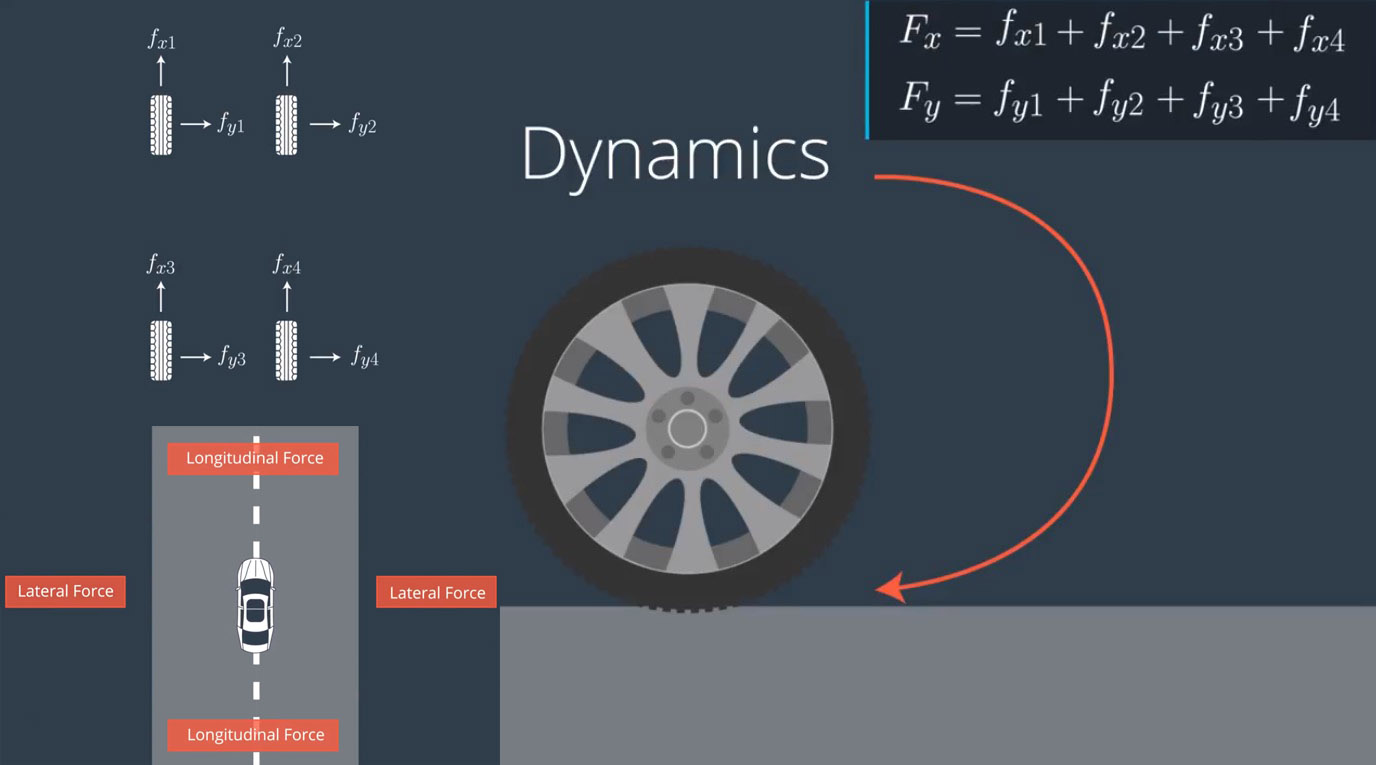 f_{x1} f_{x2}
f_{y1} f_{y2}
f_{x3} f_{x4}
f_{y3} f_{y4}
Dynamics
F_x = f_{x1} + f_{x2} + f_{x3} + f_{x4}
F_y = f_{y1} + f_{y2} + f_{y3} + f_{y4}
Longitudinal Force
Lateral Force
Lateral Force
Longitudinal Force